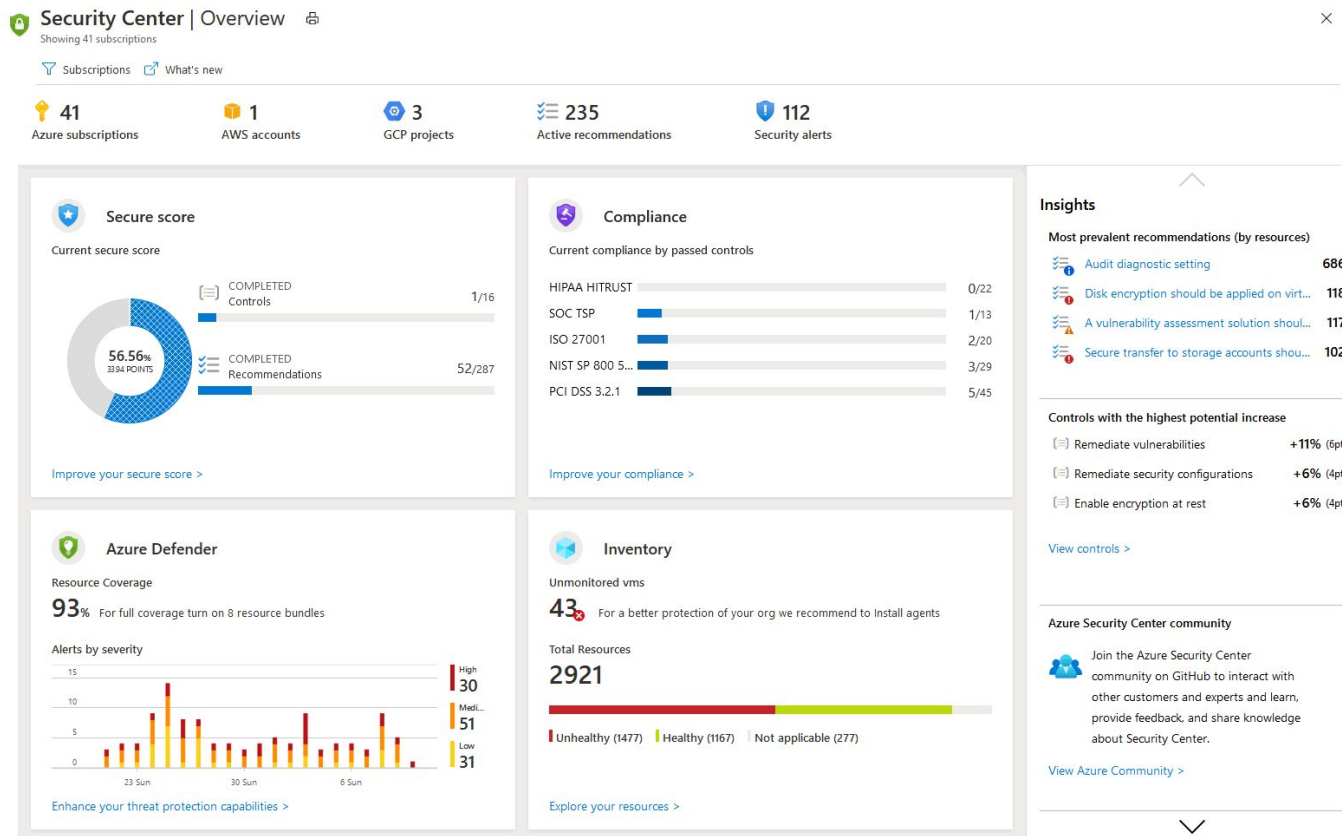 Security Center | Overview
Showing 41 subscriptions
Subscriptions What's new
41
Azure subscriptions
1
AWS accounts
3
GCP projects
235
Active recommendations
112
Security alerts
Secure score
Current secure score
56.56%
33.94 POINTS
COMPLETED
Controls
1/16
COMPLETED
Recommendations
52/287
Improve your secure score >
Compliance
Current compliance by passed controls
HIPAA HITRUST 0/22
SOC TSP 1/13
ISO 27001 2/20
NIST SP 800 5... 3/29
PCI DSS 3.2.1 5/45
Improve your compliance >
Azure Defender
Resource Coverage
93% For full coverage turn on 8 resource bundles
Alerts by severity
15
10
5
0
23 Sun 30 Sun 6 Sun
High
30
Medi...
51
Low
31
Enhance your threat protection capabilities >
Inventory
Unmonitored vms
43 For a better protection of your org we recommend to Install agents
Total Resources
2921
Unhealthy (1477) Healthy (1167) Not applicable (277)
Explore your resources >
Insights
Most prevalent recommendations (by resources)
Audit diagnostic setting 686
Disk encryption should be applied on virt... 118
A vulnerability assessment solution shoul... 117
Secure transfer to storage accounts shou... 102
Controls with the highest potential increase
Remediate vulnerabilities +11% (6pt
Remediate security configurations +6% (4pt
Enable encryption at rest +6% (4pt
View controls >
Azure Security Center community
Join the Azure Security Center
community on GitHub to interact with
other customers and experts and learn,
provide feedback, and share knowledge
about Security Center.
View Azure Community >